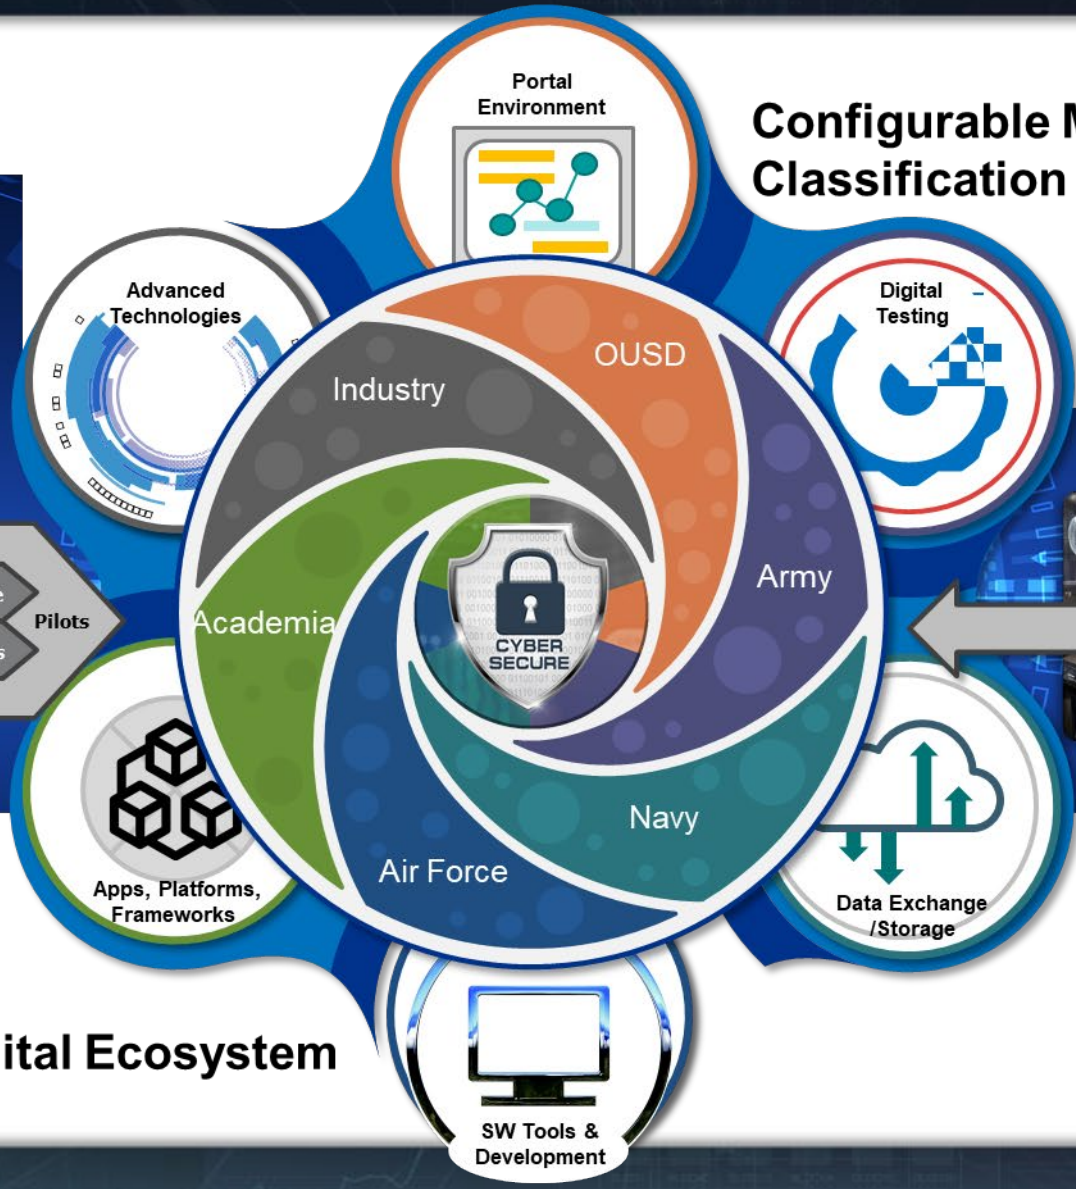 Portal
Environment
Configurable
Classification
Advanced
Technologies
Digital
Testing
OUSD
Industry
Army
Academia
CYBER
SECURE
Pilots
Navy
Air Force
Apps, Platforms,
Frameworks
Data Exchange
/Storage
Ecosystem
SW Tools &
Development